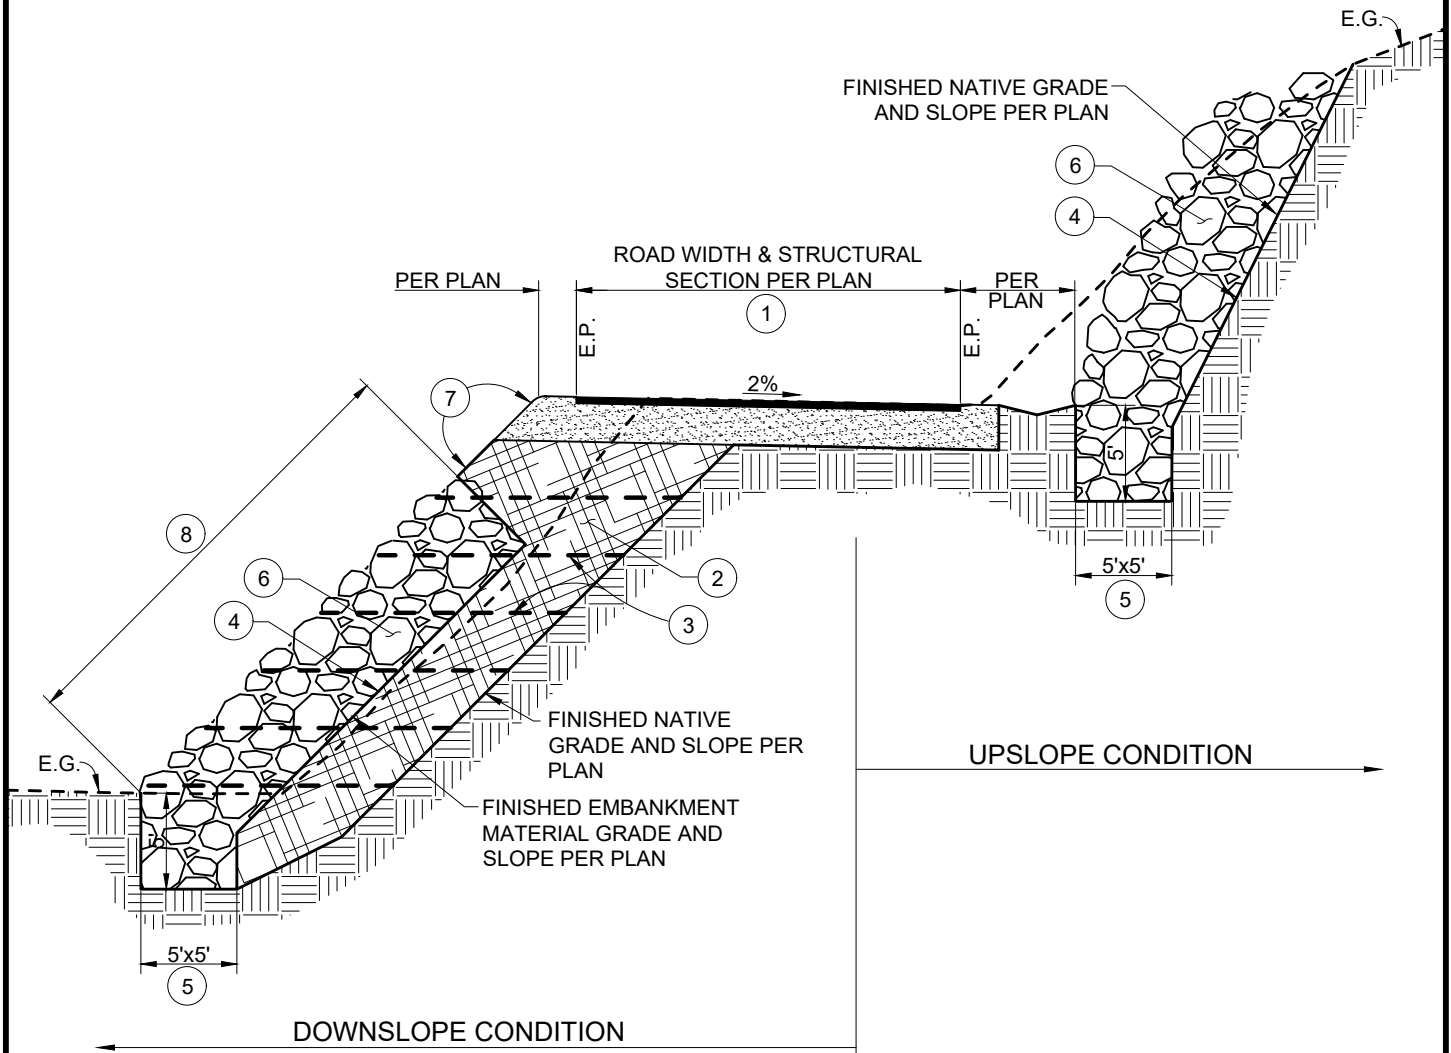 E.G.
FINISHED NATIVE GRADE
AND SLOPE PER PLAN
6
4
ROAD WIDTH & STRUCTURAL
SECTION PER PLAN
1
PER PLAN
PER
PLAN
E.P.
E.P.
2%
7
5'
8
5'x5'
5
2
6
3
4
FINISHED NATIVE
GRADE AND SLOPE PER
PLAN
UPSLOPE CONDITION
E.G.
FINISHED EMBANKMENT
MATERIAL GRADE AND
SLOPE PER PLAN
5'
5'x5'
5
DOWNSLOPE CONDITION